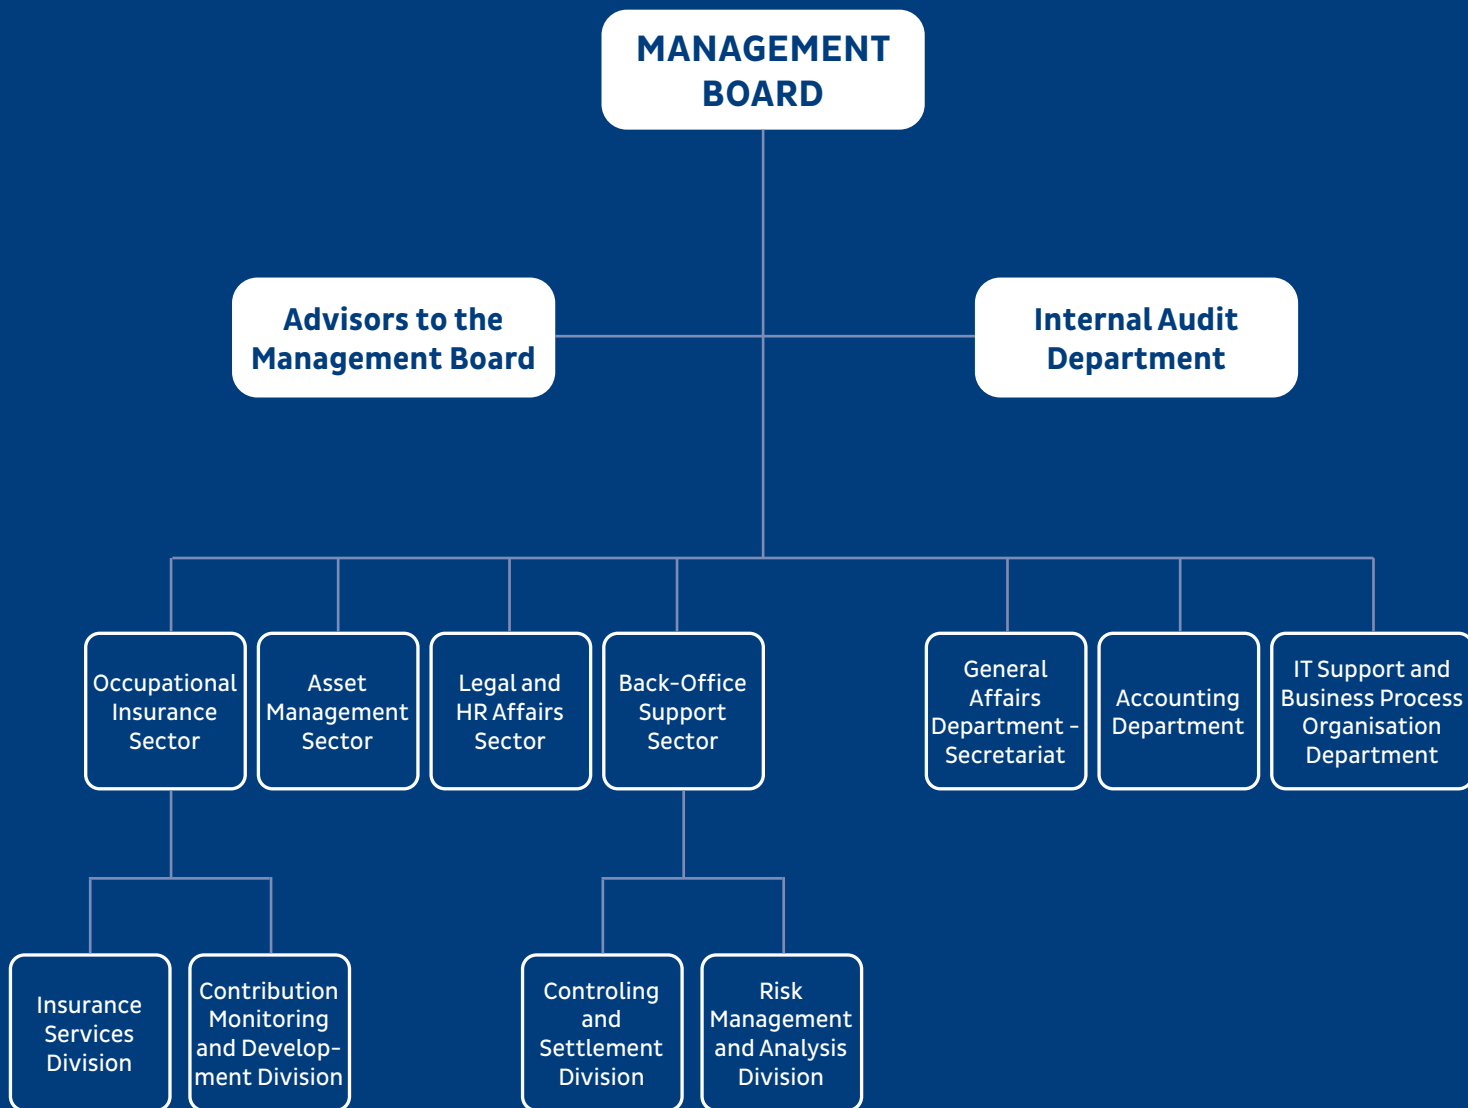 MANAGEMENT
BOARD
Advisors to the
Management Board
Internal Audit
Department
Occupational
Insurance
Sector
Asset
Management
Sector
Legal and
HR Affairs
Sector
Back-Office
Support
Sector
General
Affairs
Department -
Secretariat
Accounting
Department
IT Support and
Business Process
Organisation
Department
Insurance
Services
Division
Contribution
Monitoring
and Develop-
ment Division
Controling
and
Settlement
Division
Risk
Management
and Analysis
Division